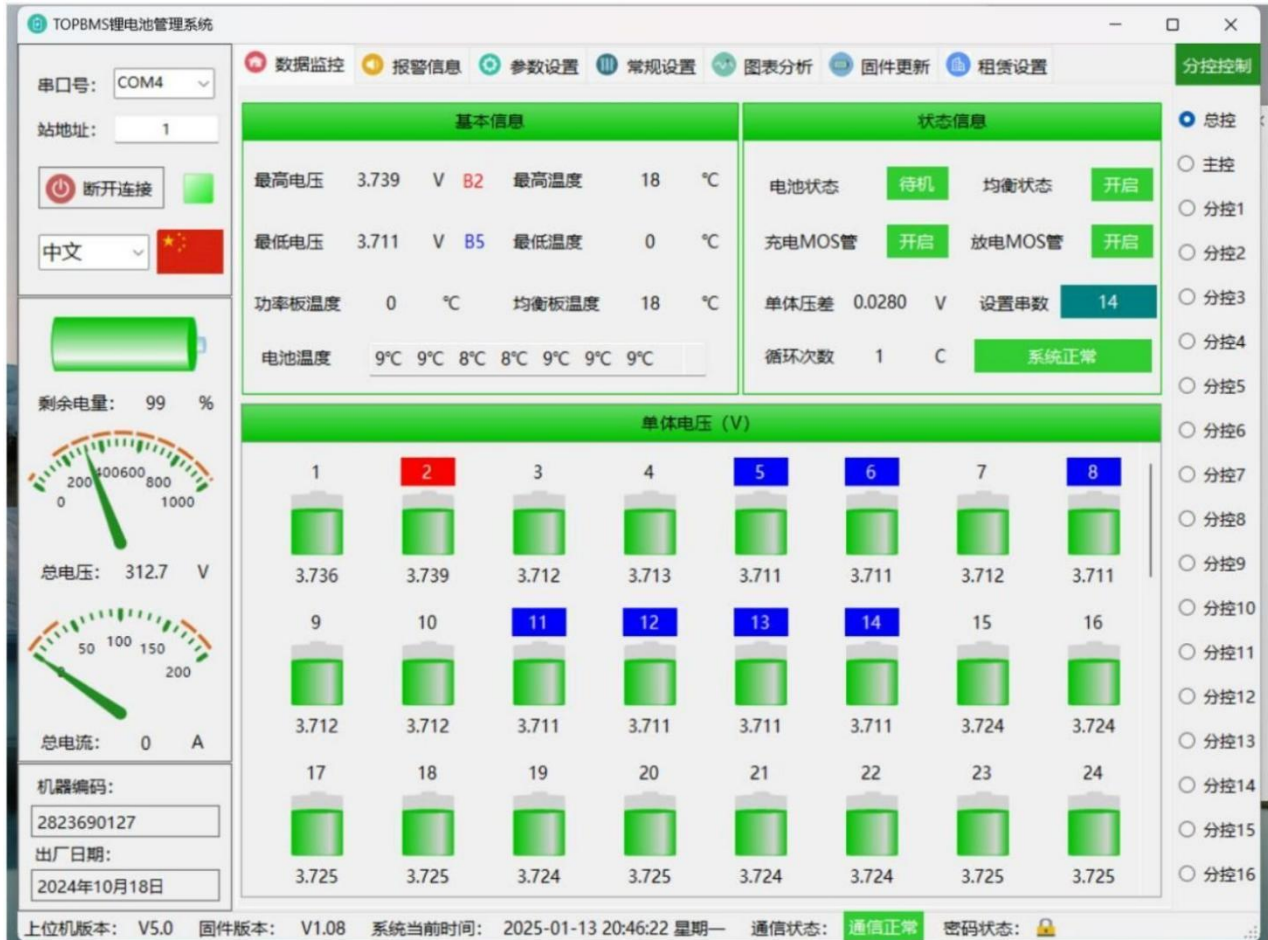 TOPBMS锂电池管理系统
串口号： COM4
站地址： 1
断开连接
中文
剩余电量： 99 %
0 200 400 600 800 1000
总电压： 312.7 V
0 50 100 150 200
总电流： 0 A
机器编码：
2823690127
出厂日期：
2024年10月18日
数据监控 报警信息 参数设置 常规设置 图表分析 固件更新 租赁设置
基本信息
最高电压 3.739 V B2 最高温度 18 ℃
最低电压 3.711 V B5 最低温度 0 ℃
功率板温度 0 ℃ 均衡板温度 18 ℃
电池温度 9℃ 9℃ 8℃ 8℃ 9℃ 9℃ 9℃
状态信息
电池状态 待机 均衡状态 开启
充电MOS管 开启 放电MOS管 开启
单体压差 0.0280 V 设置串数 14
循环次数 1 C 系统正常
单体电压（V）
1 2 3 4 5 6 7 8
3.736 3.739 3.712 3.713 3.711 3.711 3.712 3.711
9 10 11 12 13 14 15 16
3.712 3.712 3.711 3.711 3.711 3.711 3.724 3.724
17 18 19 20 21 22 23 24
3.725 3.725 3.724 3.725 3.724 3.724 3.725 3.725
分控控制
总控
主控
分控1
分控2
分控3
分控4
分控5
分控6
分控7
分控8
分控9
分控10
分控11
分控12
分控13
分控14
分控15
分控16
上位机版本： V5.0 固件版本： V1.08 系统当前时间： 2025-01-13 20:46:22 星期一 通信状态： 通信正常 密码状态：